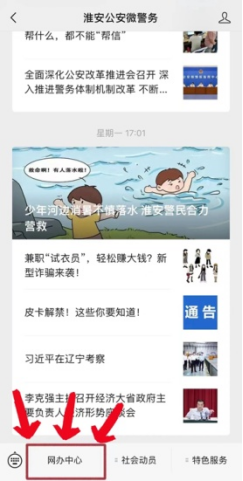 淮安公安微警务
帮什么，都不能“帮信”
全面深化公安改革推进会召开 深
入推进警务体制机制改革 不断...
星期一 17:01
救命啊！有人落水啦！
少年河边消暑不慎落水 淮安警民合力
营救
兼职“试衣员”，轻松赚大钱？新
型诈骗来袭！
皮卡解禁！这些你要知道！
通告
习近平在辽宁考察
李克强主持召开经济大省政府主
要负责人经济形势座谈会
网办中心
社会动员
特色服务